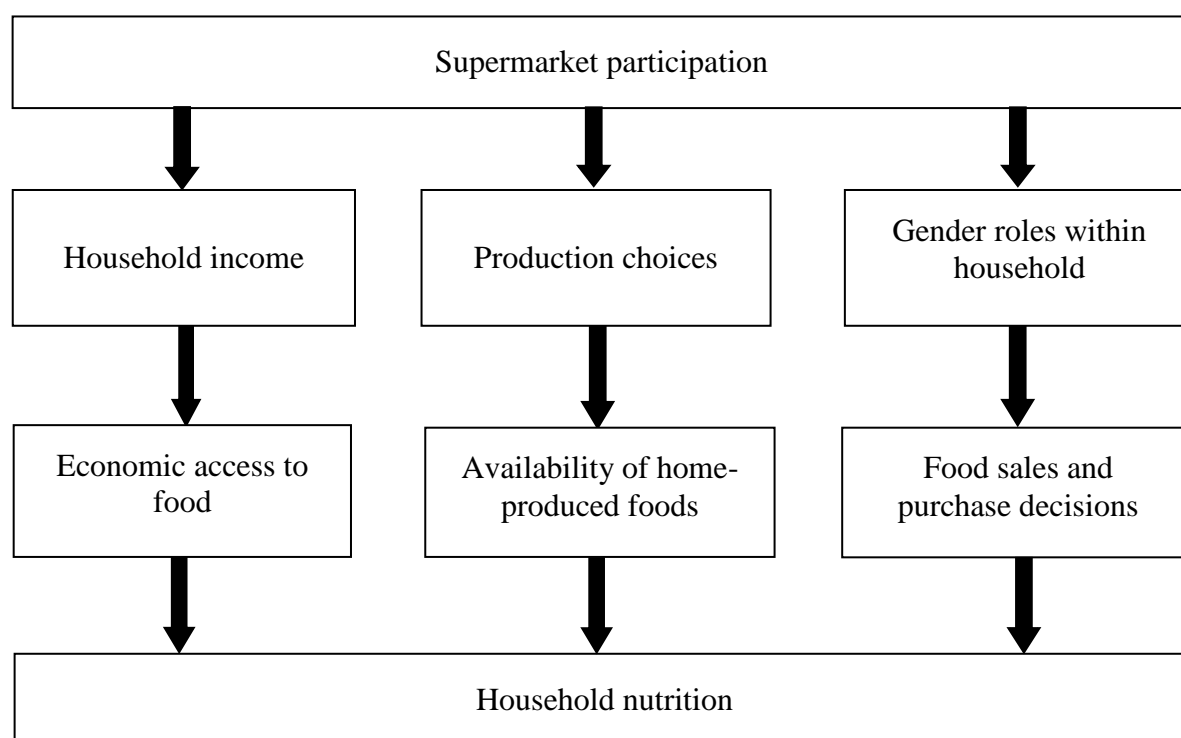 Supermarket participation
Household income
Production choices
Gender roles within
household
Economic access to
food
Availability of home-
produced foods
Food sales and
purchase decisions
Household nutrition